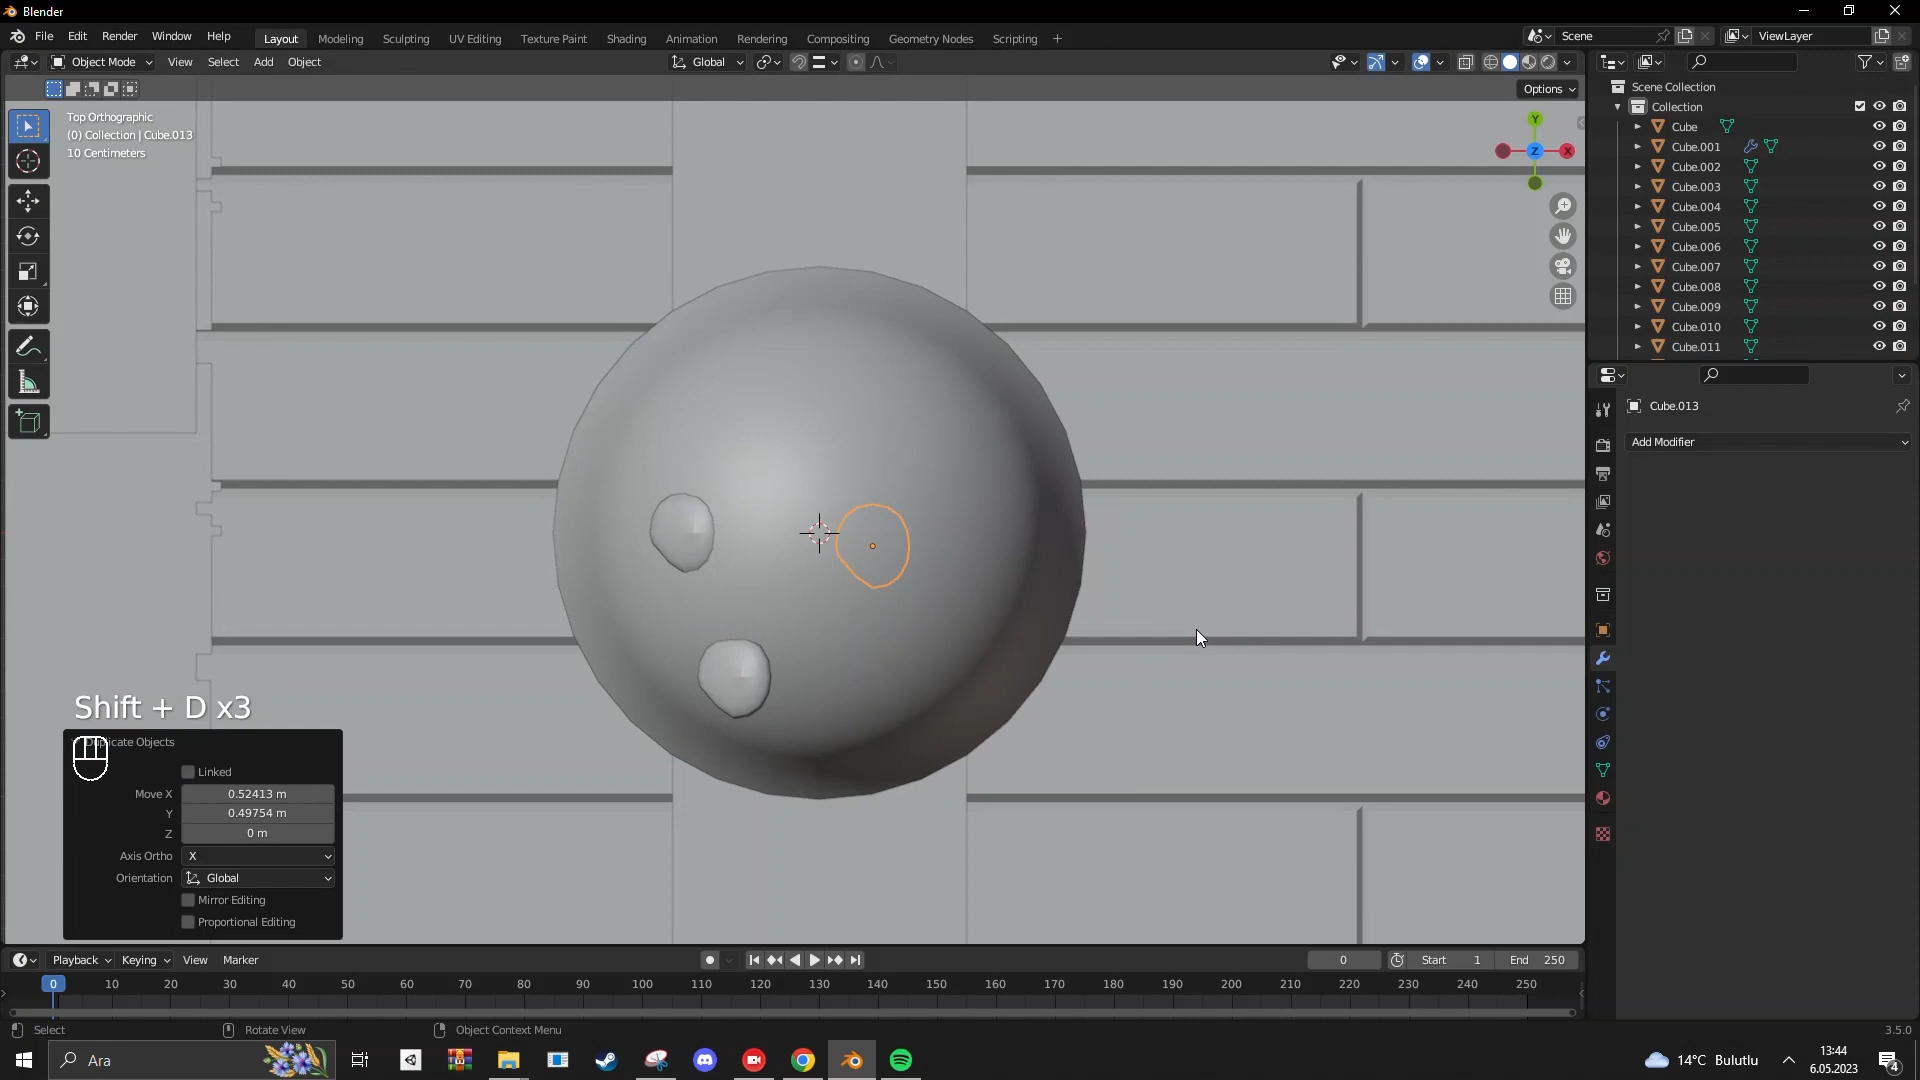 Blender
File Edit Render Window Help
Layout Modeling Sculpting UV Editing Texture Paint Shading Animation Rendering Compositing Geometry Nodes Scripting +
Scene
ViewLayer
Object Mode View Select Add Object
Global
Options
Top Orthographic
(0) Collection | Cube.013
10 Centimeters
Y
Z
X
Scene Collection
Collection
Cube
Cube.001
Cube.002
Cube.003
Cube.004
Cube.005
Cube.006
Cube.007
Cube.008
Cube.009
Cube.010
Cube.011
Cube.013
Add Modifier
Shift + D x3
Duplicate Objects
Linked
Move X 0.52413 m
Y 0.49754 m
Z 0 m
Axis Ortho X
Orientation Global
Mirror Editing
Proportional Editing
Playback Keying View Marker
0 Start 1 End 250
0 10 20 30 40 50 60 70 80 90 100 110 120 130 140 150 160 170 180 190 200 210 220 230 240 250
Select Rotate View Object Context Menu
3.5.0
Ara
14°C Bulutlu
13:44
6.05.2023
4